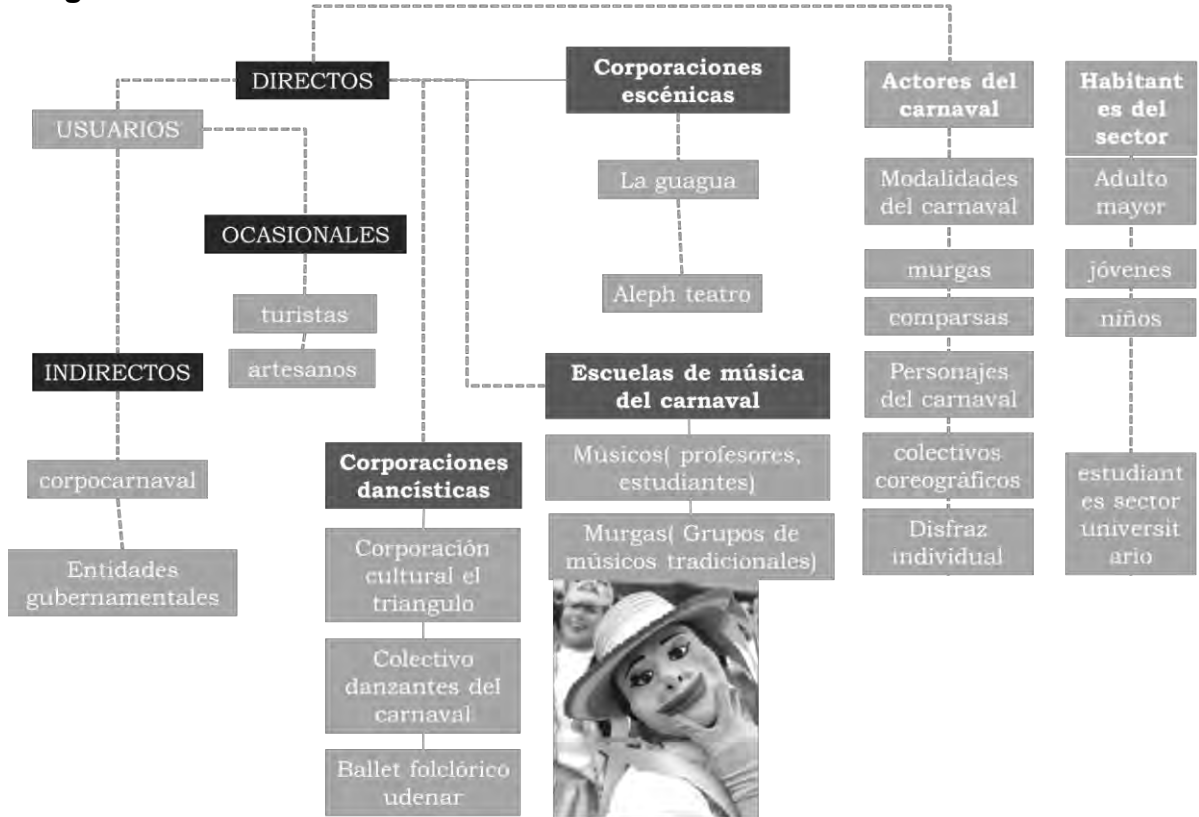 DIRECTOS
USUARIOS
OCASIONALES
turistas
artesanos
INDIRECTOS
corpocarnaval
Entidades
gubernamentales
Corporaciones
dancísticas
Corporación
cultural el
triangulo
Colectivo
danzantes del
carnaval
Ballet folclórico
udenar
Corporaciones
escénicas
La guagua
Aleph teatro
Escuelas de música
del carnaval
Músicos( profesores,
estudiantes)
Murgas( Grupos de
músicos tradicionales)
Actores del
carnaval
Modalidades
del carnaval
murgas
comparsas
Personajes
del carnaval
colectivos
coreográficos
Disfraz
individual
Habitant
es del
sector
Adulto
mayor
jóvenes
niños
estudiant
es sector
universit
ario